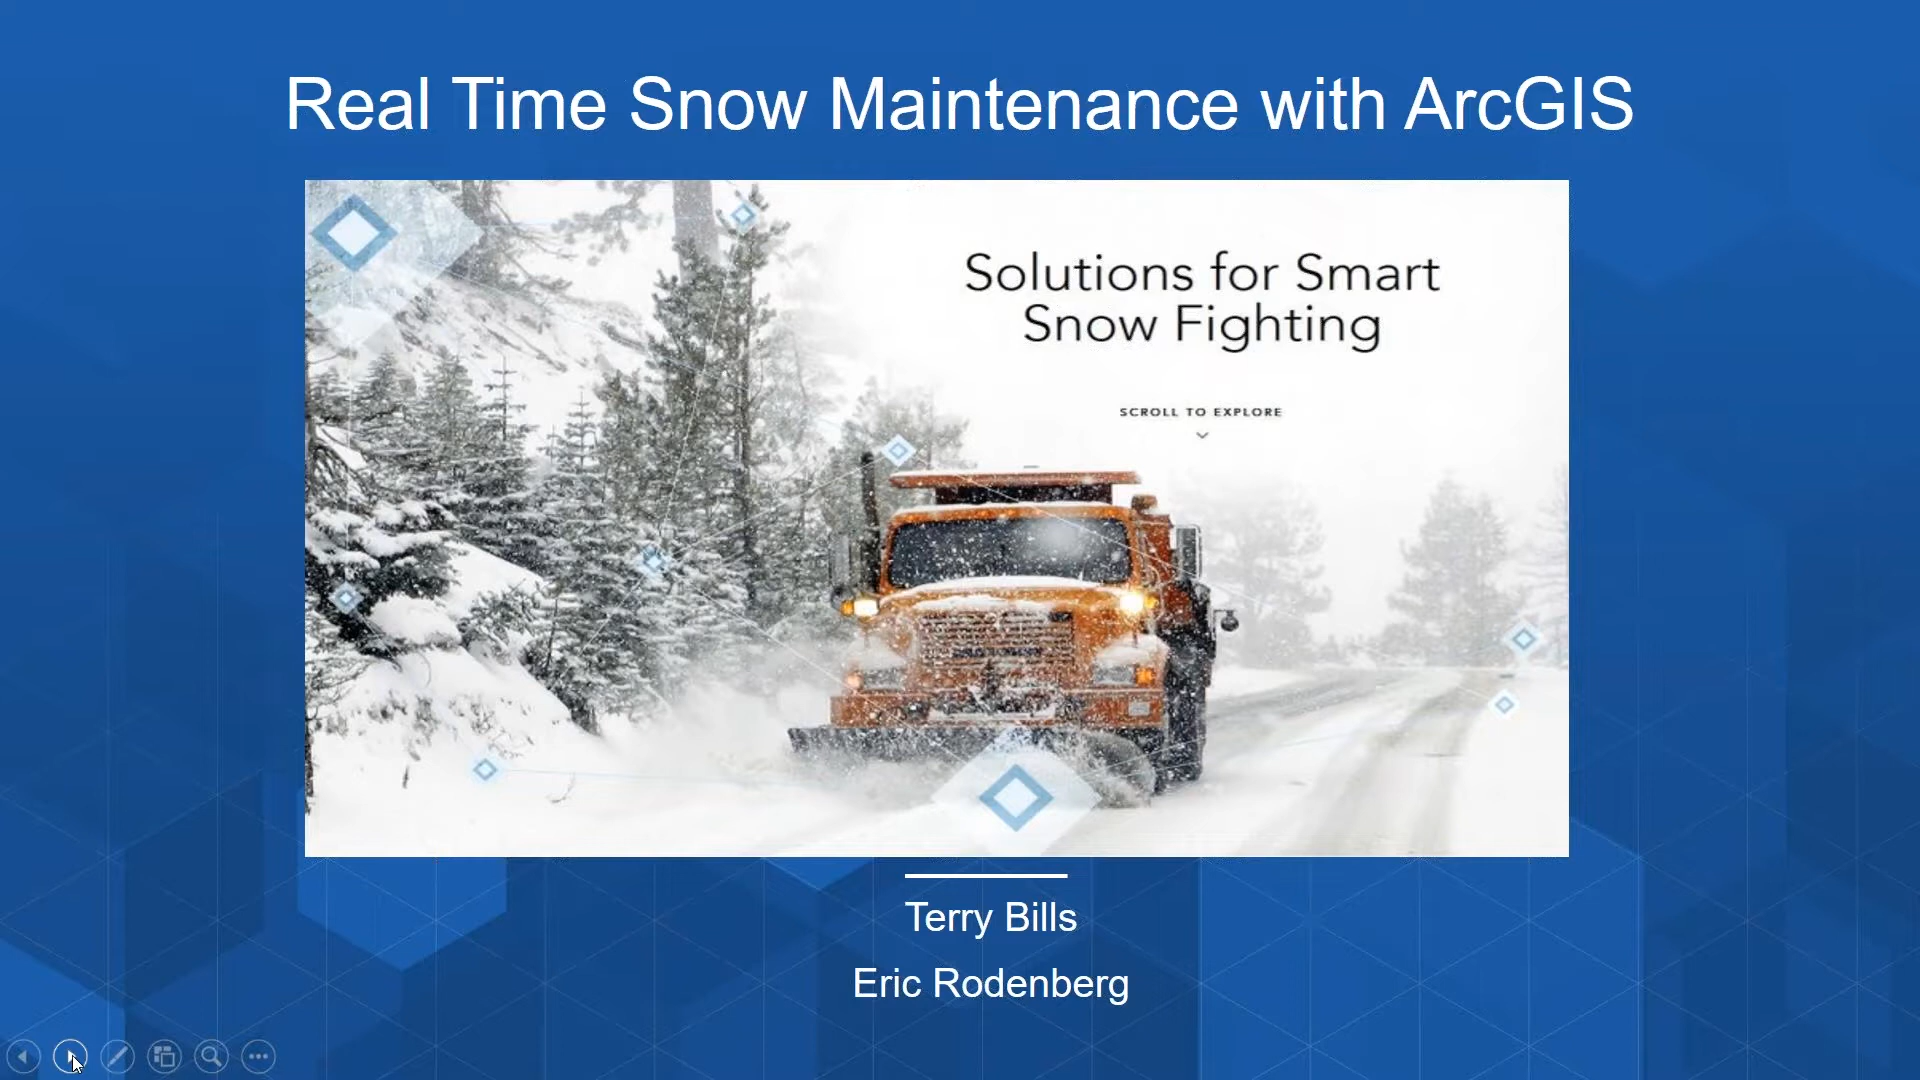 Real Time Snow Maintenance with ArcGIS
Solutions for Smart
Snow Fighting
SCROLL TO EXPLORE
Terry Bills
Eric Rodenberg